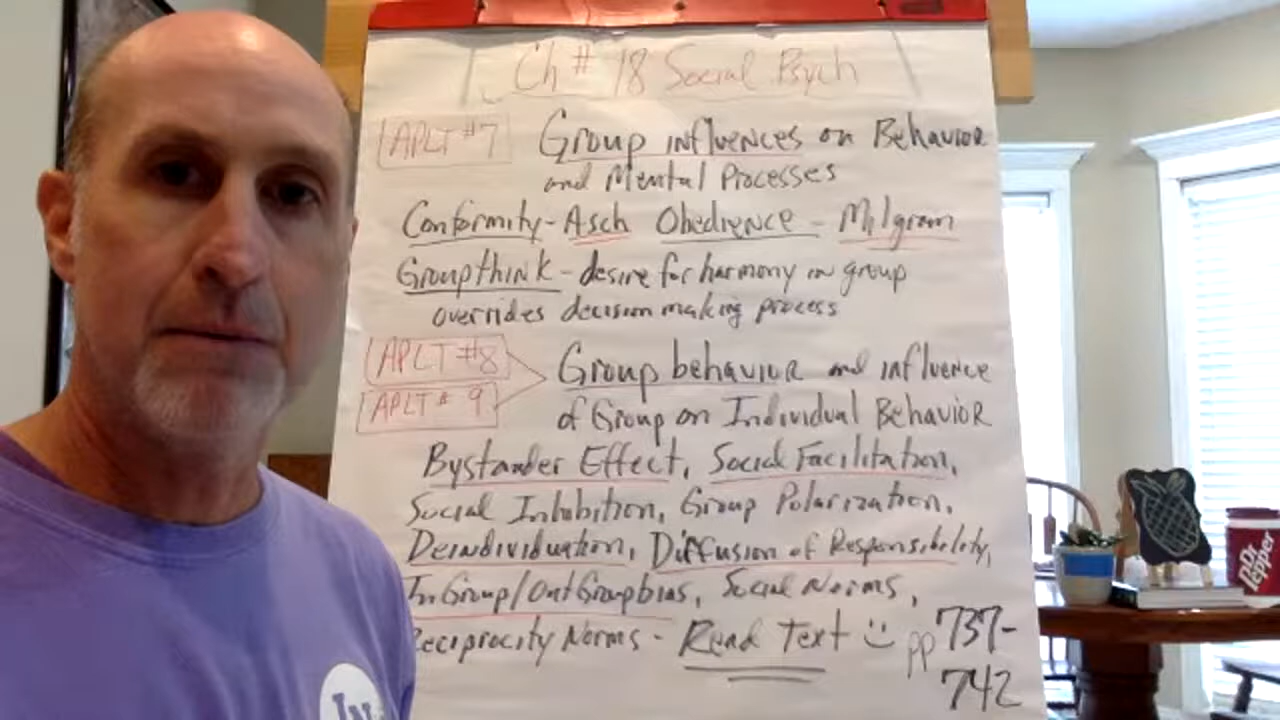 Ch # 18 Social Psych
APLT #7 Group influences on Behavior
and Mental Processes
Conformity - Asch Obedience - Milgram
Groupthink - desire for harmony in group
overrides decision making process
APLT #8 Group behavior and influence
APLT # 9 of Group on Individual Behavior
Bystander Effect, Social Facilitation,
Social Inhibition, Group Polarization,
Deindividuation, Diffusion of Responsibility,
InGroup/OutGroup bias, Social Norms,
Reciprocity Norms - Read Text :) pp 737-
742
Dr Pepper